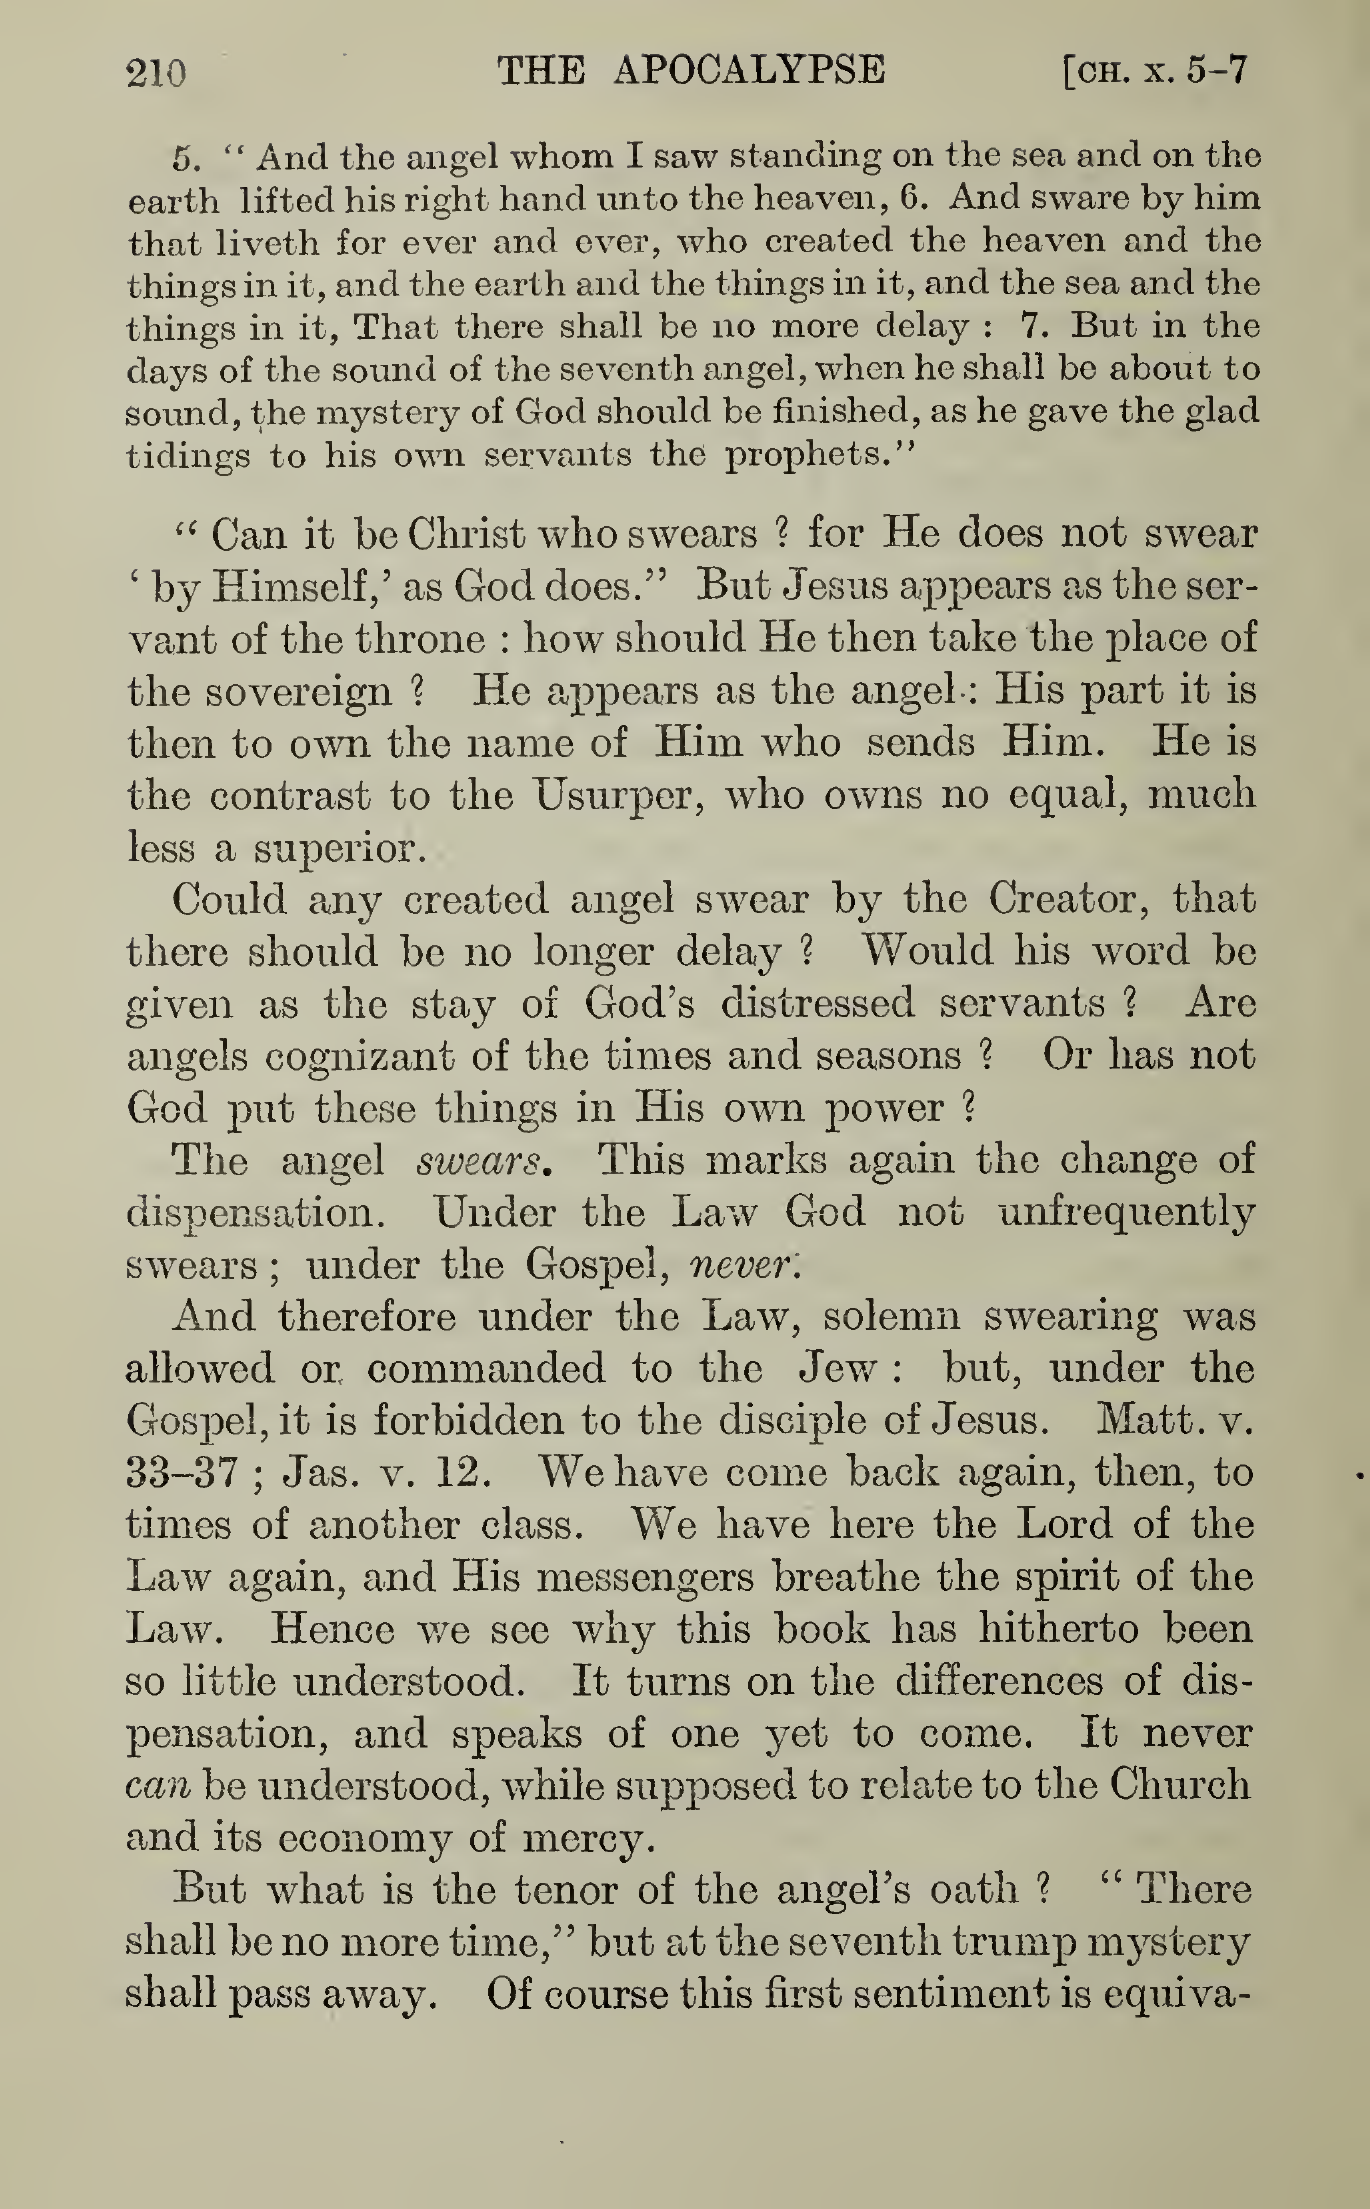 210 THE APOCALYPSE [CH. X. 5-7
5. “ And the angel whom I saw standing on the sea and on the
earth lifted his right hand unto the heaven, 6. And sware by him
that liveth for ever and ever, who created the heaven and the
things in it, and the earth and the things in it, and the sea and the
things in it, That there shall be no more delay : 7. But in the
days of the sound of the seventh angel, when he shall be about to
sound, the mystery of God should be finished, as he gave the glad
tidings to his own servants the prophets.”
“ Can it be Christ who swears ? for He does not swear
‘ by Himself,’ as God does.” But Jesus appears as the ser-
vant of the throne : how should He then take the place of
the sovereign ? He appears as the angel : His part it is
then to own the name of Him who sends Him. He is
the contrast to the Usurper, who owns no equal, much
less a superior.
Could any created angel swear by the Creator, that
there should be no longer delay ? Would his word be
given as the stay of God’s distressed servants ? Are
angels cognizant of the times and seasons ? Or has not
God put these things in His own power ?
The angel swears. This marks again the change of
dispensation. Under the Law God not unfrequently
swears ; under the Gospel, never.
And therefore under the Law, solemn swearing was
allowed or commanded to the Jew : but, under the
Gospel, it is forbidden to the disciple of Jesus. Matt. v.
33–37 ; Jas. v. 12. We have come back again, then, to
times of another class. We have here the Lord of the
Law again, and His messengers breathe the spirit of the
Law. Hence we see why this book has hitherto been
so little understood. It turns on the differences of dis-
pensation, and speaks of one yet to come. It never
can be understood, while supposed to relate to the Church
and its economy of mercy.
But what is the tenor of the angel’s oath ? “ There
shall be no more time,” but at the seventh trump mystery
shall pass away. Of course this first sentiment is equiva-